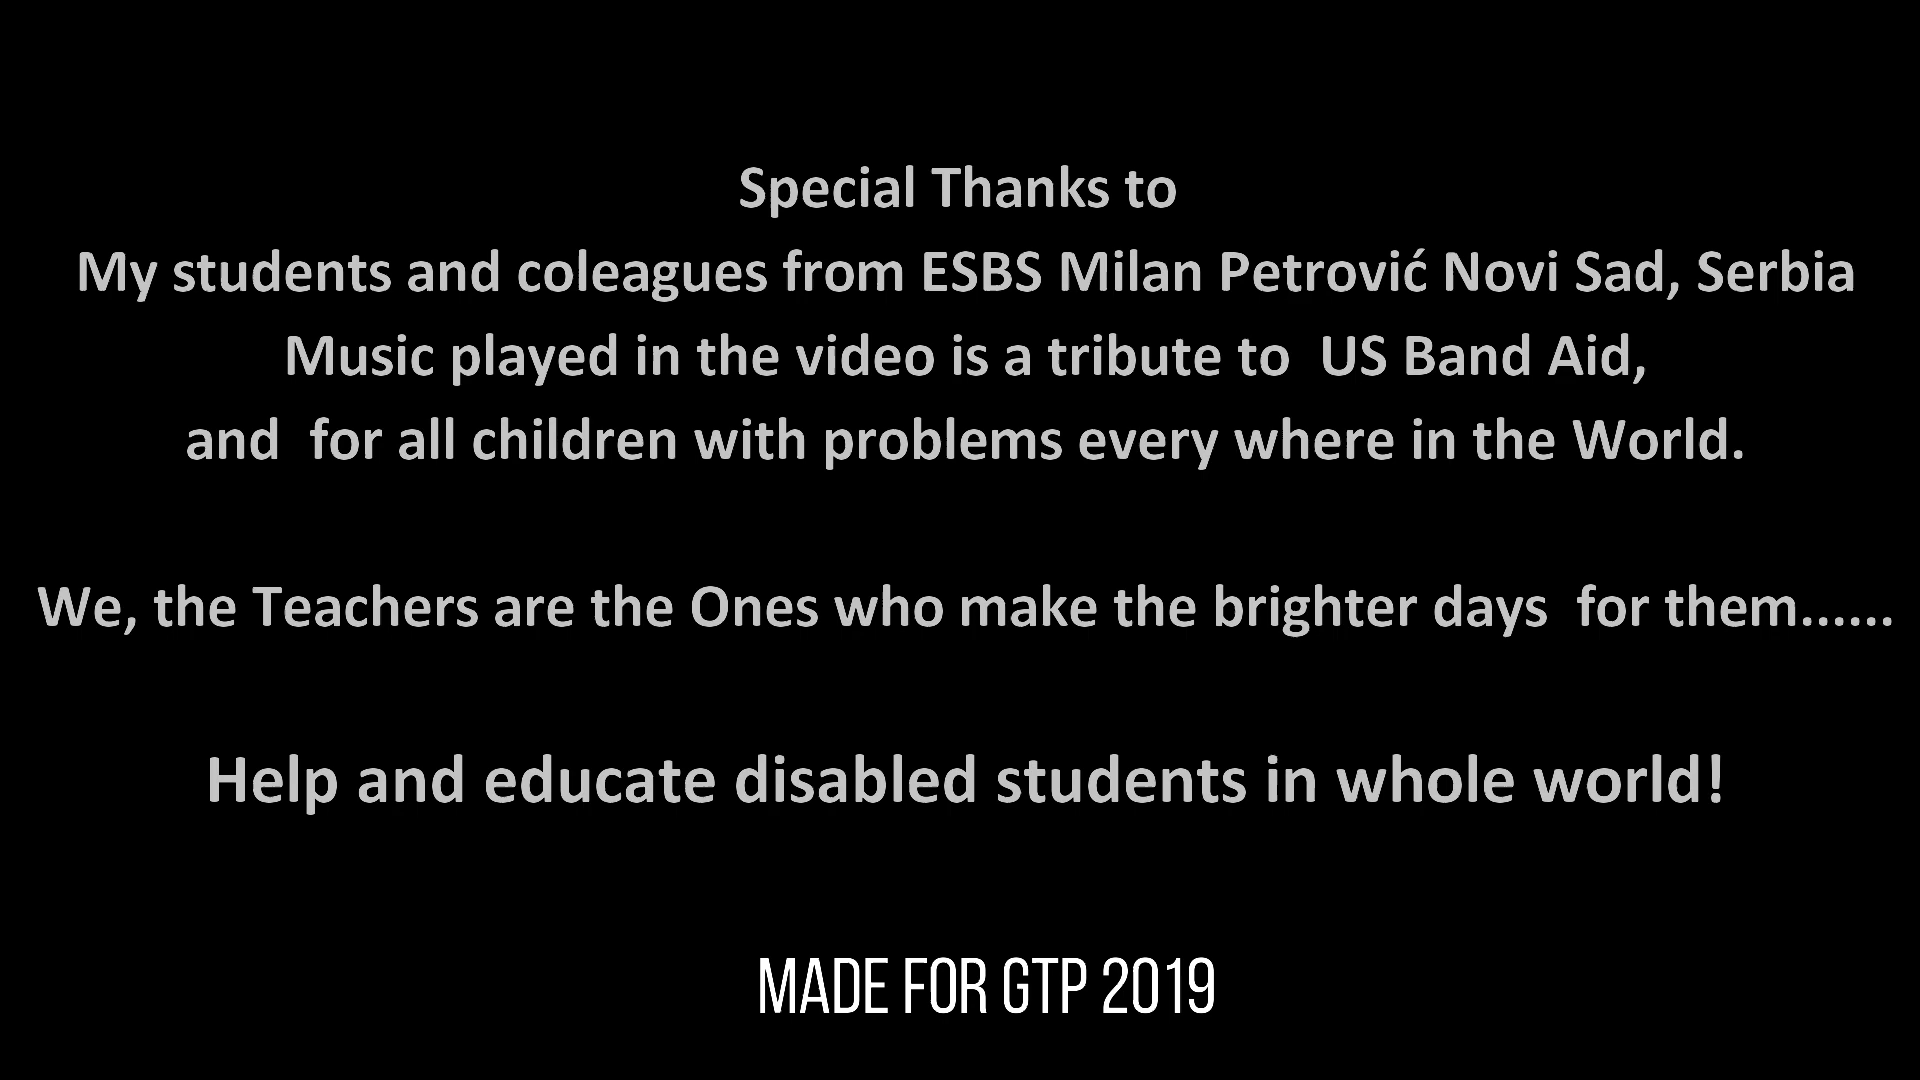 Special Thanks to
My students and coleagues from ESBS Milan Petrović Novi Sad, Serbia
Music played in the video is a tribute to  US Band Aid,
and  for all children with problems every where in the World.
We, the Teachers are the Ones who make the brighter days  for them......
Help and educate disabled students in whole world!
MADE FOR GTP 2019